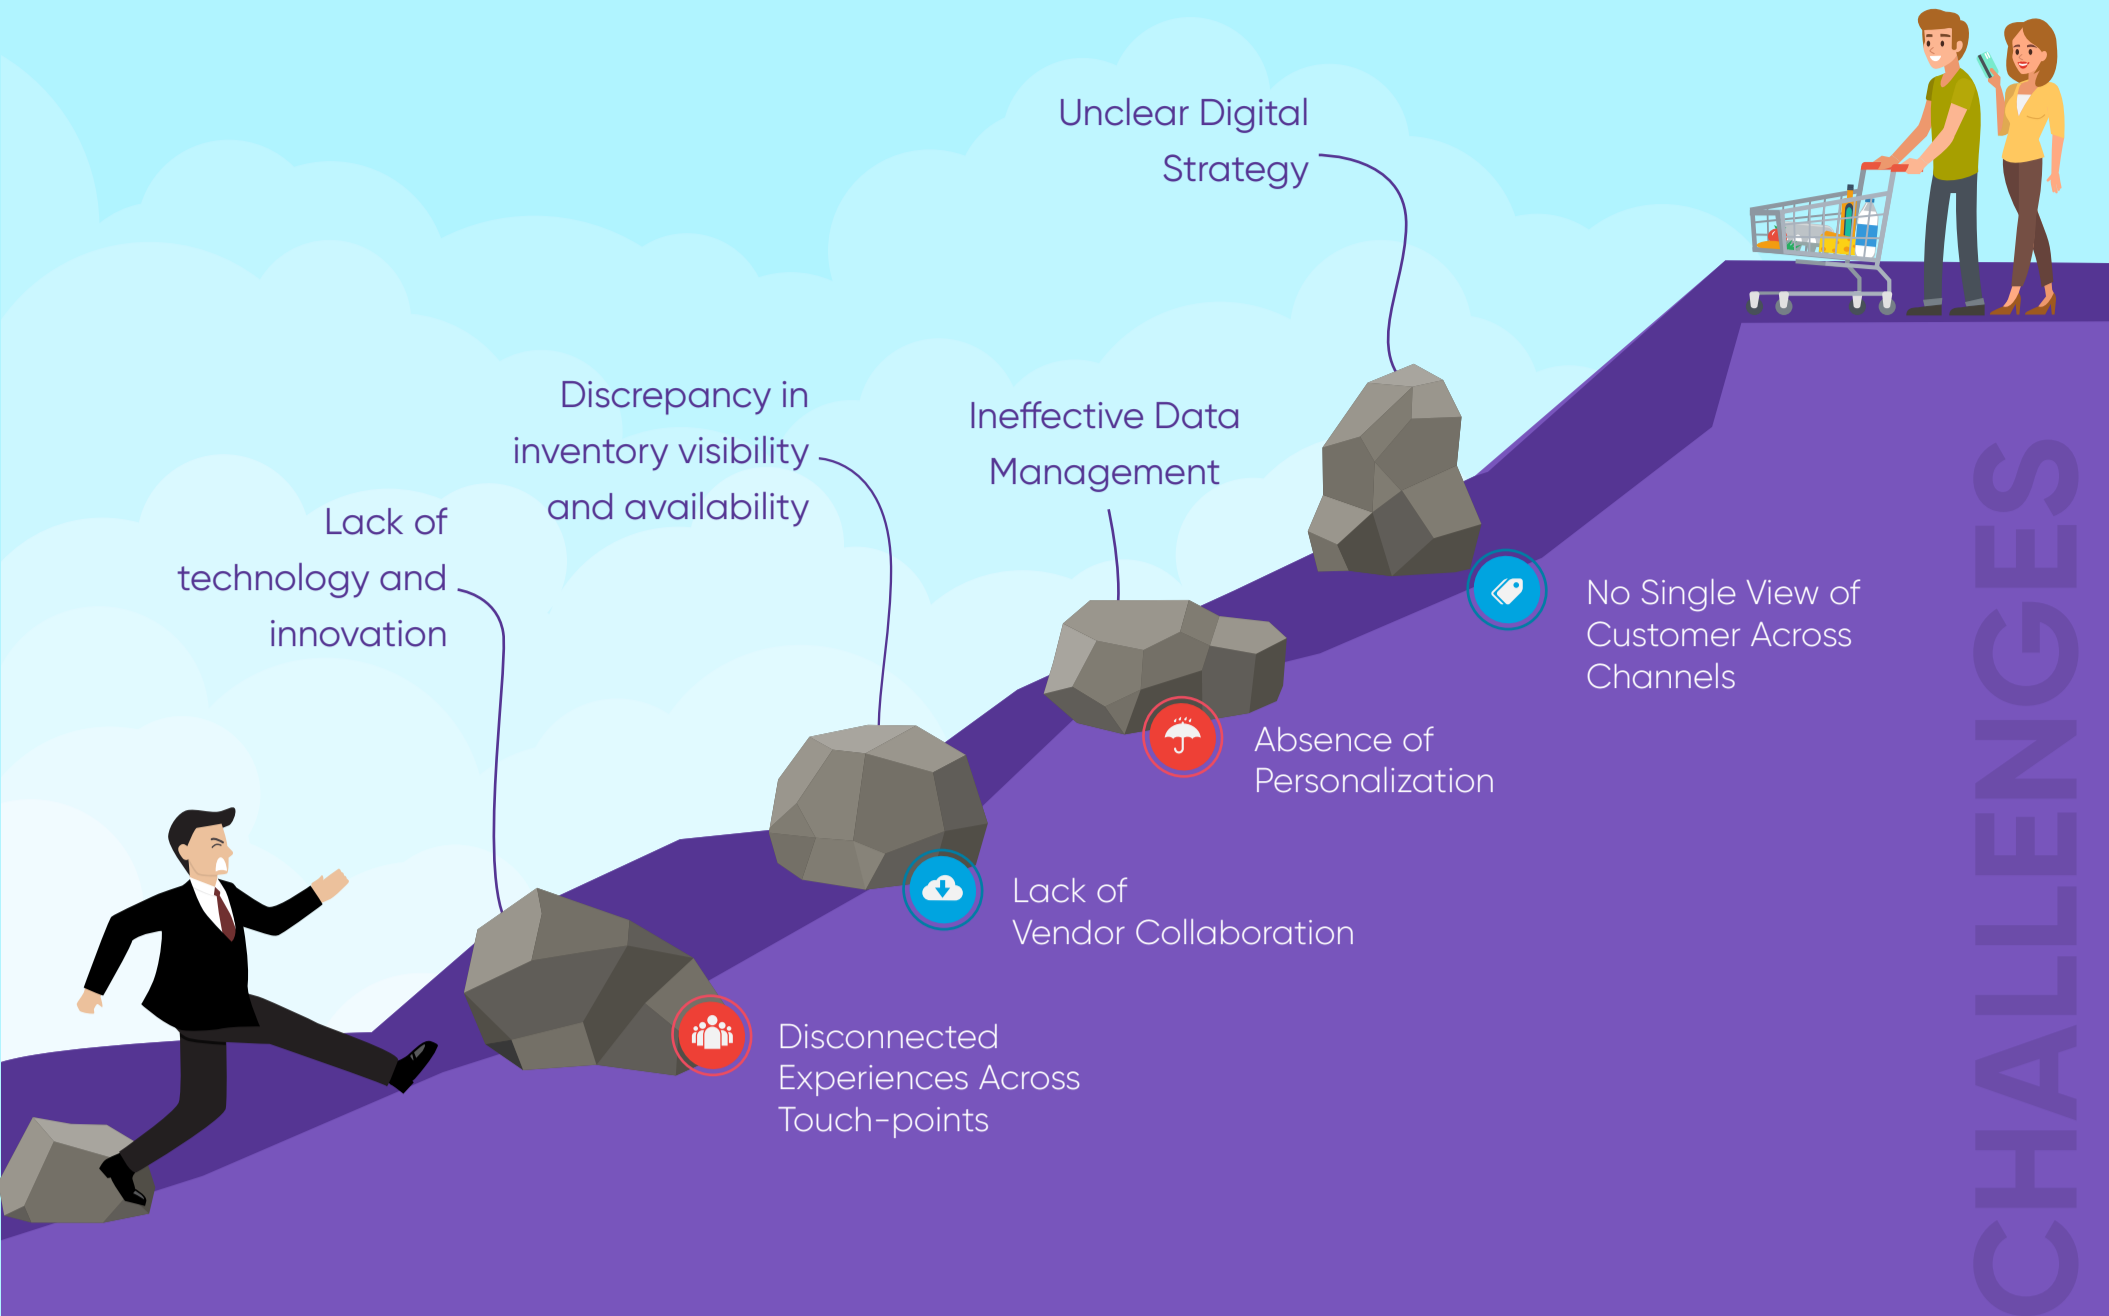 Unclear Digital
Strategy
Discrepancy in
inventory visibility
and availability
Ineffective Data
Management
Lack of
technology and
innovation
No Single View of
Customer Across
Channels
Absence of
Personalization
Lack of
Vendor Collaboration
Disconnected
Experiences Across
Touch-points
CHALLENGES